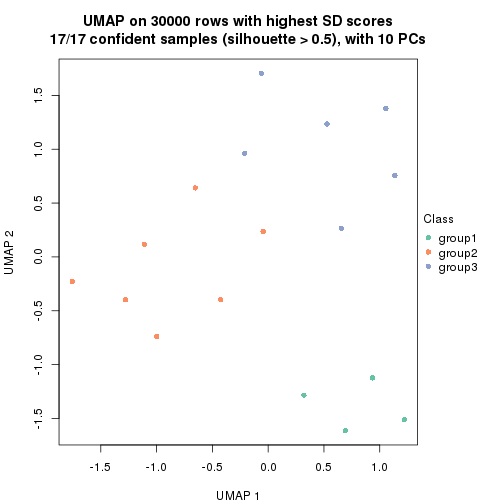 UMAP on 30000 rows with highest SD scores
17/17 confident samples (silhouette > 0.5), with 10 PCs
1.5
1.0
0.5
0.0
-0.5
-1.0
-1.5
UMAP 2
-1.5 -1.0 -0.5 0.0 0.5 1.0
UMAP 1
Class
group1
group2
group3